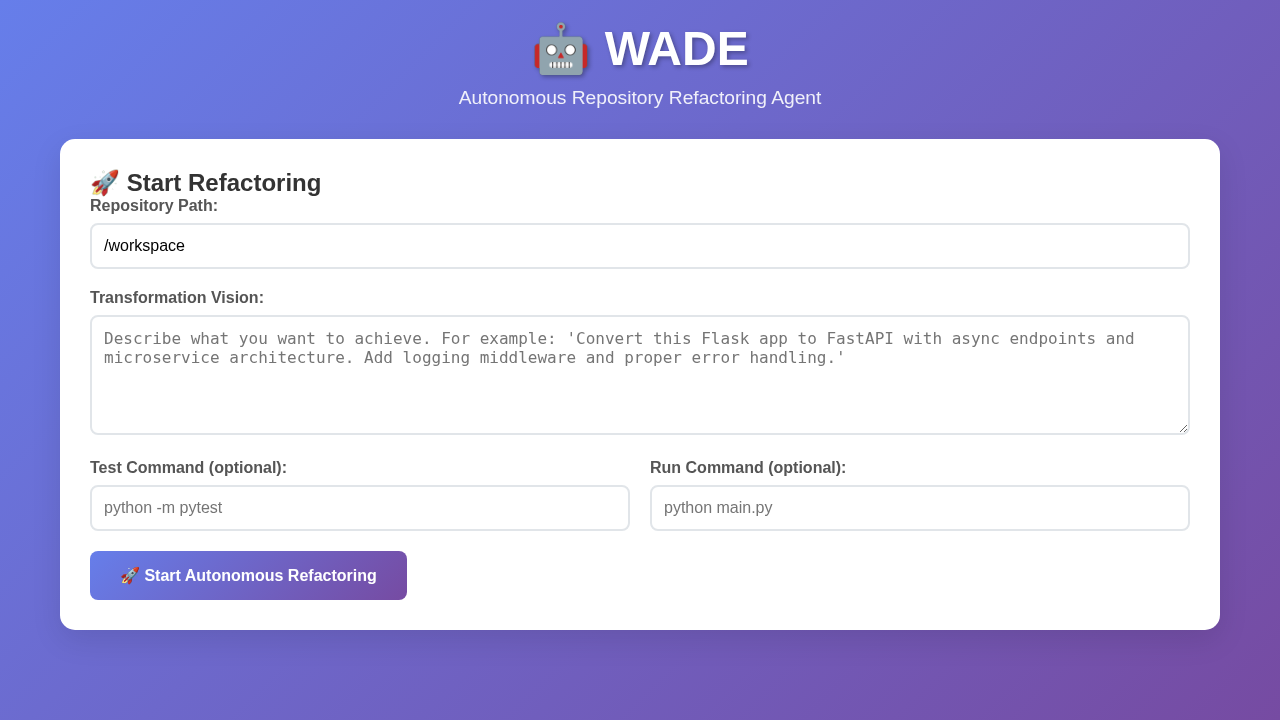 🤖 WADE
Autonomous Repository Refactoring Agent
🚀 Start Refactoring
Repository Path:
/workspace
Transformation Vision:
Describe what you want to achieve. For example: 'Convert this Flask app to FastAPI with async endpoints and
microservice architecture. Add logging middleware and proper error handling.'
Test Command (optional):
Run Command (optional):
python -m pytest
python main.py
🚀 Start Autonomous Refactoring